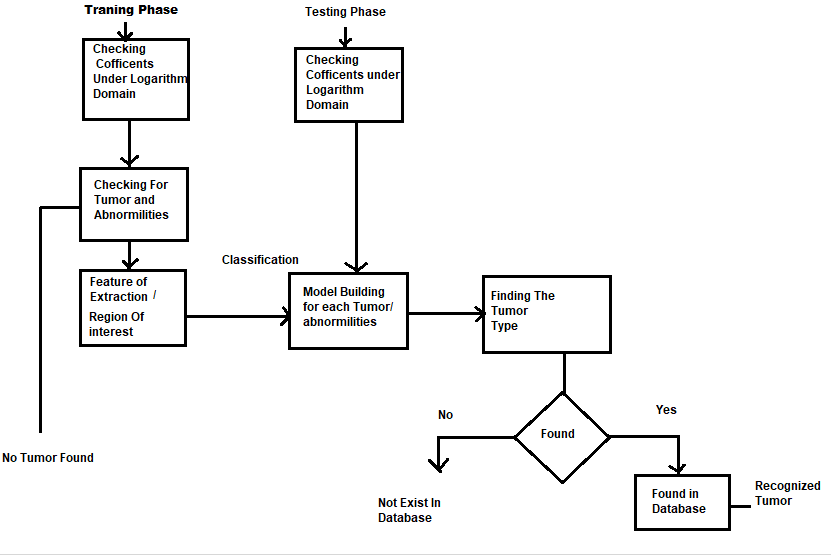 Traning Phase
Checking
Cofficents
Under Logarithm
Domain
Testing Phase
Checking
Cofficents under
Logarithm
Domain
Checking For
Tumor and
Abnormilities
Feature of
Extraction /
Region Of
interest
Classification
Model Building
for each Tumor/
abnormilities
Finding The
Tumor
Type
Found
No
Yes
No Tumor Found
Not Exist In
Database
Found in
Database
Recognized
Tumor